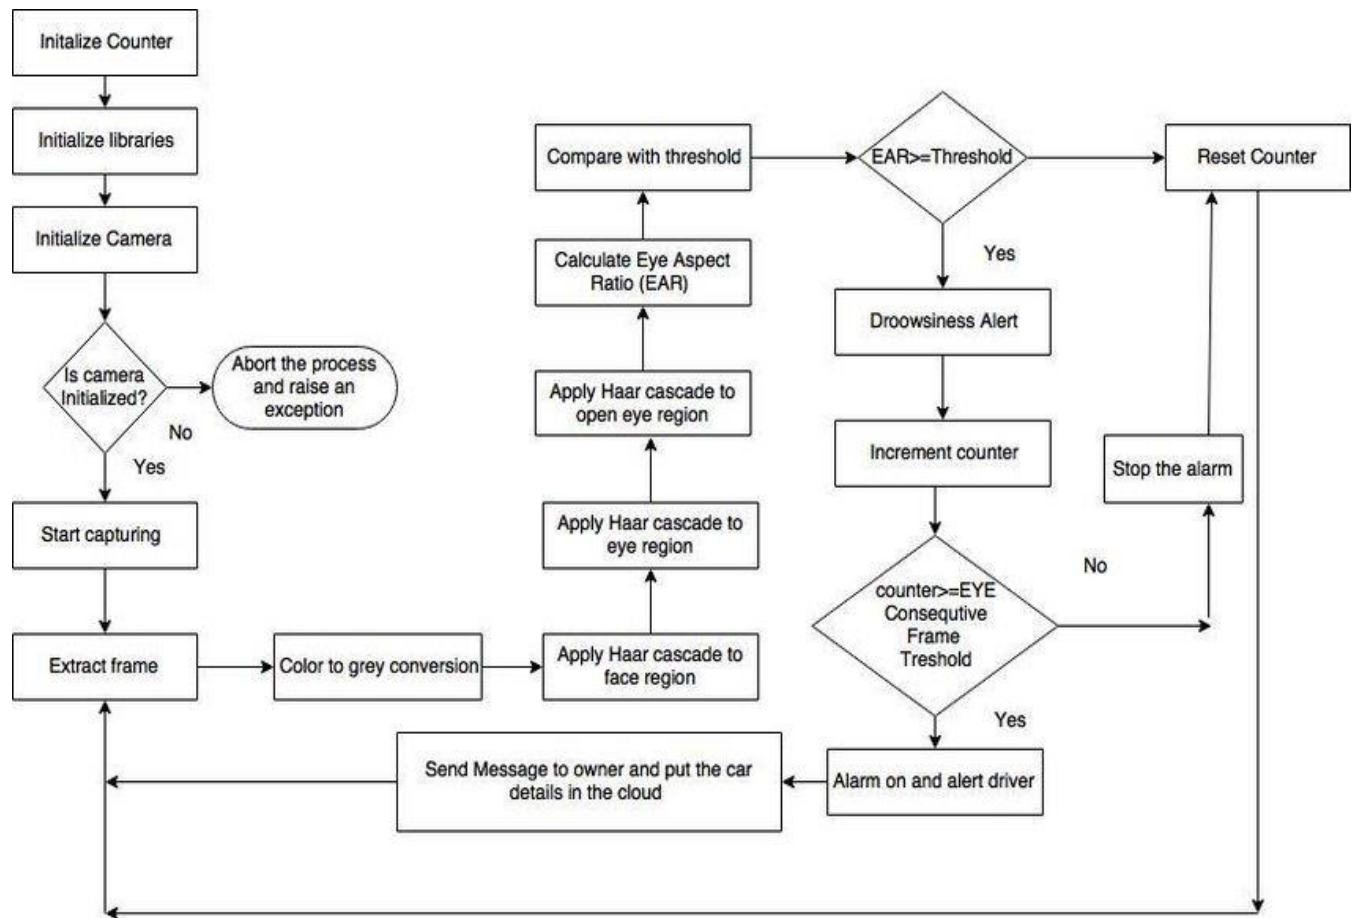 Initalize Counter
Initialize libraries
Initialize Camera
Is camera
Initialized?
No
Abort the process
and raise an
exception
Yes
Start capturing
Extract frame
Color to grey conversion
Apply Haar cascade to
face region
Apply Haar cascade to
eye region
Apply Haar cascade to
open eye region
Calculate Eye Aspect
Ratio (EAR)
Compare with threshold
EAR>=Threshold
Reset Counter
Yes
Droowsiness Alert
Increment counter
counter>=EYE
Consequtive
Frame
Treshold
No
Stop the alarm
Yes
Alarm on and alert driver
Send Message to owner and put the car
details in the cloud